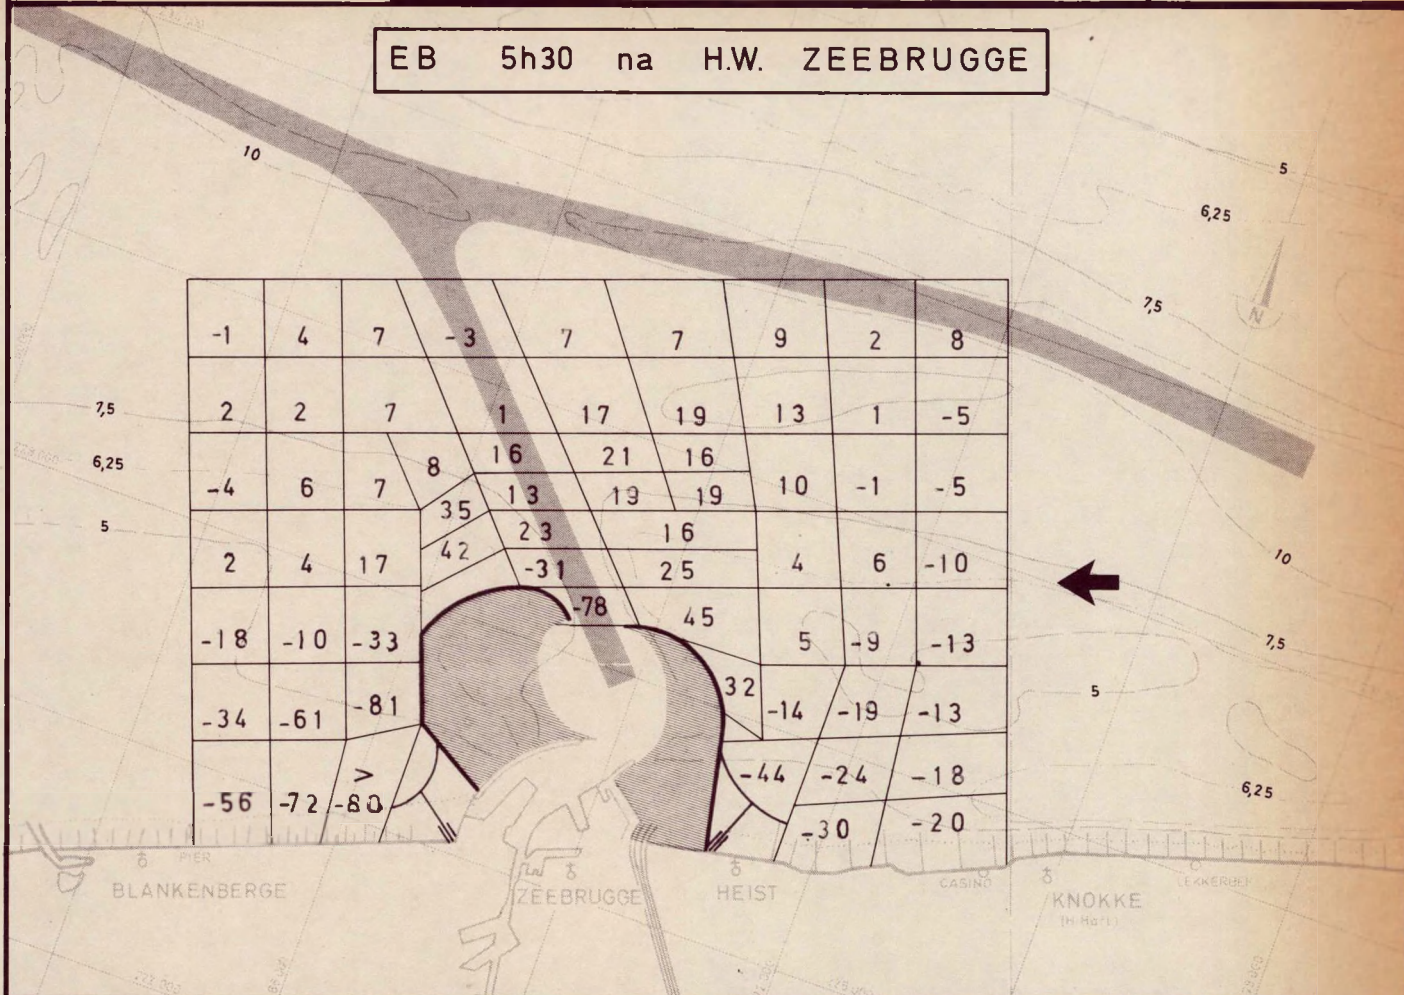 EB 5h30 na H.W. ZEEBRUGGE
10
5
6,25
7,5
N
-1 4 7 -3 7 7 9 2 8
7,5 2 2 7 1 17 19 13 1 -5
6,25 8 16 21 16
-4 6 7 13 19 19 10 -1 -5
5 35 23 16
42
2 4 17 -31 25 4 6 -10 10
-78 45
-18 -10 -33 5 -9 -13 7,5
32 5
-34 -61 -81 -14 -19 -13
-44 -24 -18
>
-56 -72 -80 6,25
-30 -20
PIER
BLANKENBERGE ZEEBRUGGE HEIST CASINO KNOKKE